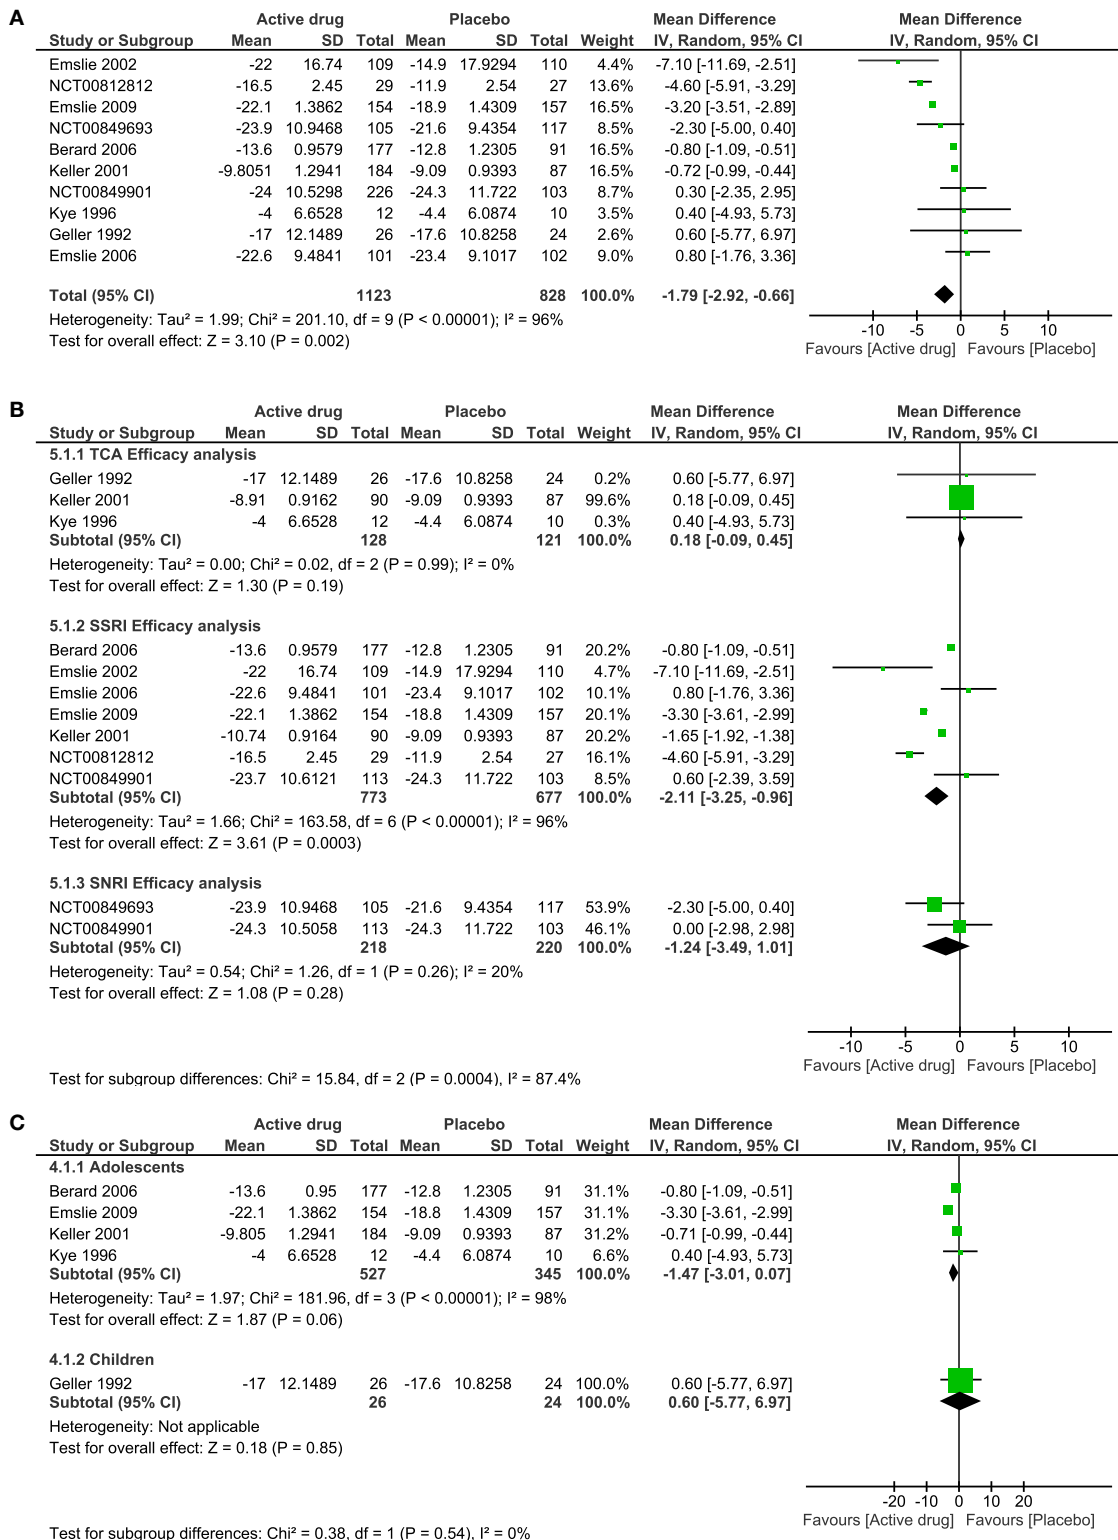 A
Active drug Placebo Mean Difference Mean Difference
Study or Subgroup Mean SD Total Mean SD Total Weight IV, Random, 95% CI IV, Random, 95% CI
Emslie 2002 -22 16.74 109 -14.9 17.9294 110 4.4% -7.10 [-11.69, -2.51]
NCT00812812 -16.5 2.45 29 -11.9 2.54 27 13.6% -4.60 [-5.91, -3.29]
Emslie 2009 -22.1 1.3862 154 -18.9 1.4309 157 16.5% -3.20 [-3.51, -2.89]
NCT00849693 -23.9 10.9468 105 -21.6 9.4354 117 8.5% -2.30 [-5.00, 0.40]
Berard 2006 -13.6 0.9579 177 -12.8 1.2305 91 16.5% -0.80 [-1.09, -0.51]
Keller 2001 -9.8051 1.2941 184 -9.09 0.9393 87 16.5% -0.72 [-0.99, -0.44]
NCT00849901 -24 10.5298 226 -24.3 11.722 103 8.7% 0.30 [-2.35, 2.95]
Kye 1996 -4 6.6528 12 -4.4 6.0874 10 3.5% 0.40 [-4.93, 5.73]
Geller 1992 -17 12.1489 26 -17.6 10.8258 24 2.6% 0.60 [-5.77, 6.97]
Emslie 2006 -22.6 9.4841 101 -23.4 9.1017 102 9.0% 0.80 [-1.76, 3.36]
Total (95% CI) 1123 828 100.0% -1.79 [-2.92, -0.66]
Heterogeneity: Tau² = 1.99; Chi² = 201.10, df = 9 (P < 0.00001); I² = 96%
Test for overall effect: Z = 3.10 (P = 0.002)
-10 -5 0 5 10
Favours [Active drug] Favours [Placebo]
B
Active drug Placebo Mean Difference Mean Difference
Study or Subgroup Mean SD Total Mean SD Total Weight IV, Random, 95% CI IV, Random, 95% CI
5.1.1 TCA Efficacy analysis
Geller 1992 -17 12.1489 26 -17.6 10.8258 24 0.2% 0.60 [-5.77, 6.97]
Keller 2001 -8.91 0.9162 90 -9.09 0.9393 87 99.6% 0.18 [-0.09, 0.45]
Kye 1996 -4 6.6528 12 -4.4 6.0874 10 0.3% 0.40 [-4.93, 5.73]
Subtotal (95% CI) 128 121 100.0% 0.18 [-0.09, 0.45]
Heterogeneity: Tau² = 0.00; Chi² = 0.02, df = 2 (P = 0.99); I² = 0%
Test for overall effect: Z = 1.30 (P = 0.19)
5.1.2 SSRI Efficacy analysis
Berard 2006 -13.6 0.9579 177 -12.8 1.2305 91 20.2% -0.80 [-1.09, -0.51]
Emslie 2002 -22 16.74 109 -14.9 17.9294 110 4.7% -7.10 [-11.69, -2.51]
Emslie 2006 -22.6 9.4841 101 -23.4 9.1017 102 10.1% 0.80 [-1.76, 3.36]
Emslie 2009 -22.1 1.3862 154 -18.8 1.4309 157 20.1% -3.30 [-3.61, -2.99]
Keller 2001 -10.74 0.9164 90 -9.09 0.9393 87 20.2% -1.65 [-1.92, -1.38]
NCT00812812 -16.5 2.45 29 -11.9 2.54 27 16.1% -4.60 [-5.91, -3.29]
NCT00849901 -23.7 10.6121 113 -24.3 11.722 103 8.5% 0.60 [-2.39, 3.59]
Subtotal (95% CI) 773 677 100.0% -2.11 [-3.25, -0.96]
Heterogeneity: Tau² = 1.66; Chi² = 163.58, df = 6 (P < 0.00001); I² = 96%
Test for overall effect: Z = 3.61 (P = 0.0003)
5.1.3 SNRI Efficacy analysis
NCT00849693 -23.9 10.9468 105 -21.6 9.4354 117 53.9% -2.30 [-5.00, 0.40]
NCT00849901 -24.3 10.5058 113 -24.3 11.722 103 46.1% 0.00 [-2.98, 2.98]
Subtotal (95% CI) 218 220 100.0% -1.24 [-3.49, 1.01]
Heterogeneity: Tau² = 0.54; Chi² = 1.26, df = 1 (P = 0.26); I² = 20%
Test for overall effect: Z = 1.08 (P = 0.28)
-10 -5 0 5 10
Favours [Active drug] Favours [Placebo]
Test for subgroup differences: Chi² = 15.84, df = 2 (P = 0.0004), I² = 87.4%
C
Active drug Placebo Mean Difference Mean Difference
Study or Subgroup Mean SD Total Mean SD Total Weight IV, Random, 95% CI IV, Random, 95% CI
4.1.1 Adolescents
Berard 2006 -13.6 0.95 177 -12.8 1.2305 91 31.1% -0.80 [-1.09, -0.51]
Emslie 2009 -22.1 1.3862 154 -18.8 1.4309 157 31.1% -3.30 [-3.61, -2.99]
Keller 2001 -9.805 1.2941 184 -9.09 0.9393 87 31.2% -0.71 [-0.99, -0.44]
Kye 1996 -4 6.6528 12 -4.4 6.0874 10 6.6% 0.40 [-4.93, 5.73]
Subtotal (95% CI) 527 345 100.0% -1.47 [-3.01, 0.07]
Heterogeneity: Tau² = 1.97; Chi² = 181.96, df = 3 (P < 0.00001); I² = 98%
Test for overall effect: Z = 1.87 (P = 0.06)
4.1.2 Children
Geller 1992 -17 12.1489 26 -17.6 10.8258 24 100.0% 0.60 [-5.77, 6.97]
Subtotal (95% CI) 26 24 100.0% 0.60 [-5.77, 6.97]
Heterogeneity: Not applicable
Test for overall effect: Z = 0.18 (P = 0.85)
-20 -10 0 10 20
Favours [Active drug] Favours [Placebo]
Test for subgroup differences: Chi² = 0.38, df = 1 (P = 0.54), I² = 0%